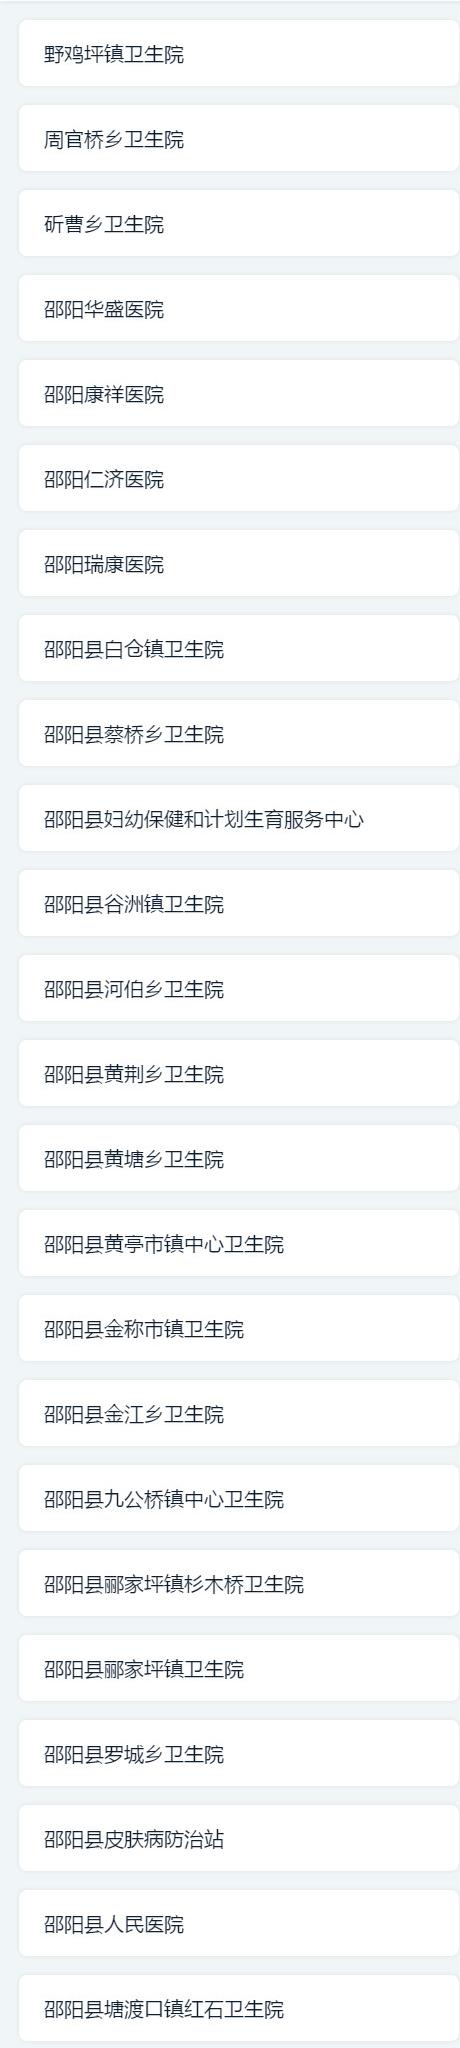 野鸡坪镇卫生院
周官桥乡卫生院
斫曹乡卫生院
邵阳华盛医院
邵阳康祥医院
邵阳仁济医院
邵阳瑞康医院
邵阳县白仓镇卫生院
邵阳县蔡桥乡卫生院
邵阳县妇幼保健和计划生育服务中心
邵阳县谷洲镇卫生院
邵阳县河伯乡卫生院
邵阳县黄荆乡卫生院
邵阳县黄塘乡卫生院
邵阳县黄亭市镇中心卫生院
邵阳县金称市镇卫生院
邵阳县金江乡卫生院
邵阳县九公桥镇中心卫生院
邵阳县郦家坪镇杉木桥卫生院
邵阳县郦家坪镇卫生院
邵阳县罗城乡卫生院
邵阳县皮肤病防治站
邵阳县人民医院
邵阳县塘渡口镇红石卫生院